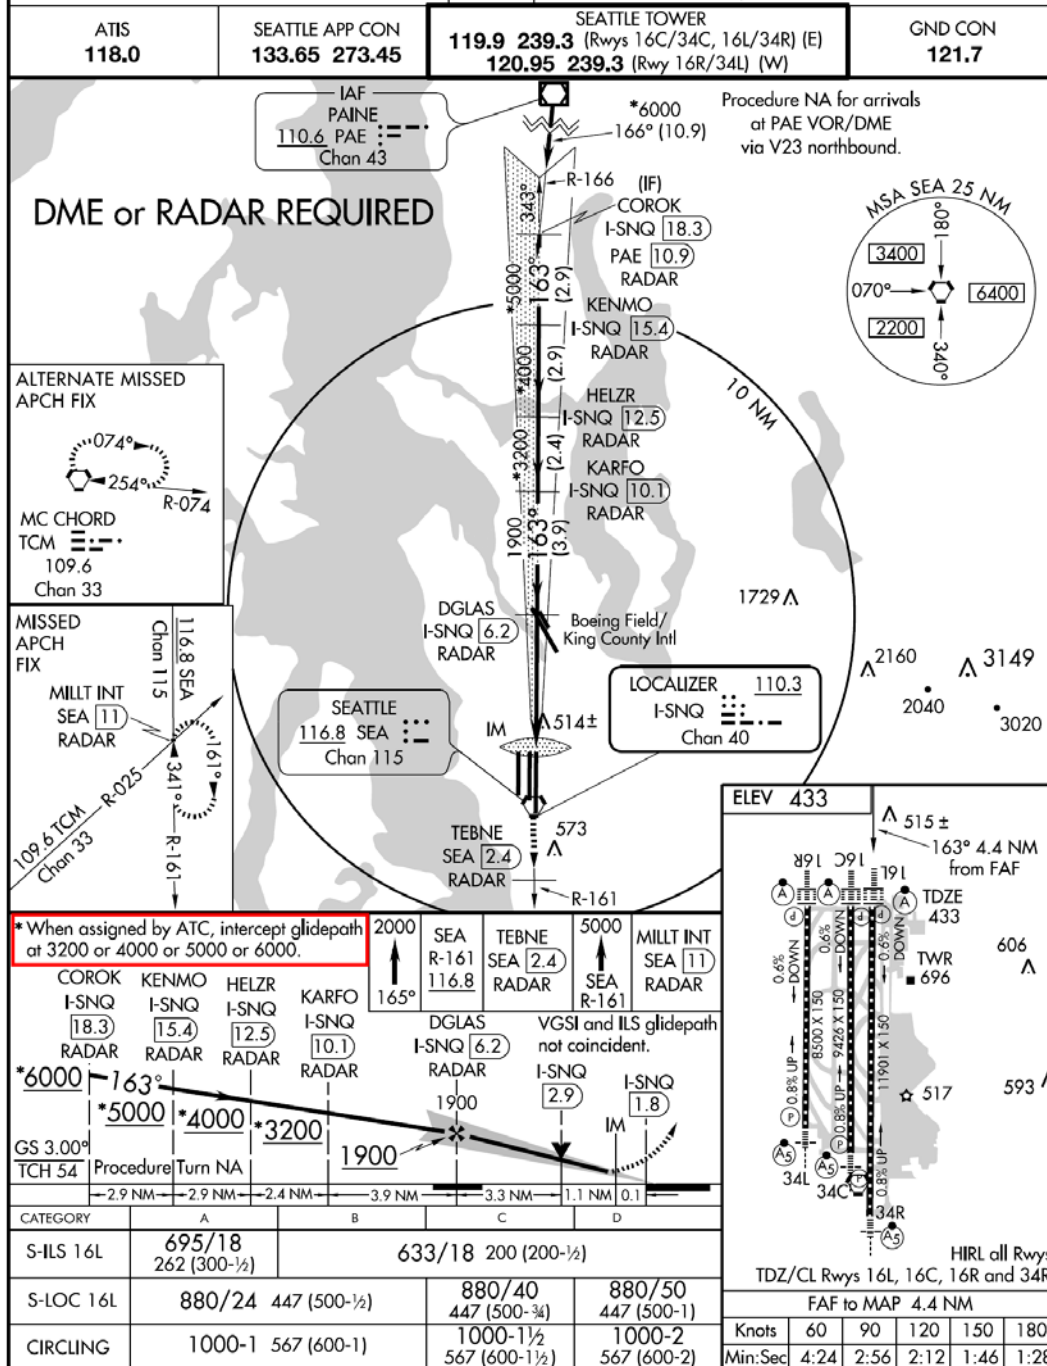 ATIS
118.0
SEATTLE APP CON
133.65 273.45
SEATTLE TOWER
119.9 239.3 (Rwys 16C/34C, 16L/34R) (E)
120.95 239.3 (Rwy 16R/34L) (W)
GND CON
121.7
IAF
PAINE
110.6 PAE
Chan 43
*6000
166° (10.9)
Procedure NA for arrivals
at PAE VOR/DME
via V23 northbound.
DME or RADAR REQUIRED
R-166
343°
(IF)
COROK
I-SNQ 18.3
PAE 10.9
RADAR
MSA SEA 25 NM
180°
3400
070°
6400
2200
340°
*5000
163°
(2.9)
KENMO
I-SNQ 15.4
RADAR
*4000
(2.9)
10 NM
HELZR
I-SNQ 12.5
RADAR
*3200
(2.4)
KARFO
I-SNQ 10.1
RADAR
1900
163°
(3.9)
ALTERNATE MISSED
APCH FIX
074°
254°
R-074
MC CHORD
TCM
109.6
Chan 33
DGLAS
I-SNQ 6.2
RADAR
Boeing Field/
King County Intl
1729
2160
3149
2040
3020
MISSED
APCH
FIX
116.8 SEA
Chan 115
MILLT INT
SEA 11
RADAR
161°
341°
R-025
109.6 TCM
Chan 33
R-161
SEATTLE
116.8 SEA
Chan 115
IM
514±
LOCALIZER 110.3
I-SNQ
Chan 40
TEBNE
SEA 2.4
RADAR
573
R-161
ELEV 433
515 ±
163° 4.4 NM
from FAF
16R
16C
16L
A
A
A
TDZE
433
P
P
P
0.6% DOWN
0.6% DOWN
0.6% DOWN
TWR
696
606
8500 X 150
9426 X 150
11901 X 150
0.8% UP
0.8% UP
0.8% UP
P
P
P
517
593
A5
34L
A5
34C
34R
A5
HIRL all Rwys
TDZ/CL Rwys 16L, 16C, 16R and 34R
* When assigned by ATC, intercept glidepath
at 3200 or 4000 or 5000 or 6000.
2000
165°
SEA
R-161
116.8
TEBNE
SEA 2.4
RADAR
5000
SEA
R-161
MILLT INT
SEA 11
RADAR
COROK
I-SNQ
18.3
RADAR
KENMO
I-SNQ
15.4
RADAR
HELZR
I-SNQ
12.5
RADAR
KARFO
I-SNQ
10.1
RADAR
DGLAS
I-SNQ 6.2
RADAR
VGSI and ILS glidepath
not coincident.
I-SNQ
2.9
I-SNQ
1.8
*6000
163°
*5000
*4000
*3200
1900
1900
IM
GS 3.00°
TCH 54
Procedure Turn NA
2.9 NM 2.9 NM 2.4 NM 3.9 NM 3.3 NM 1.1 NM 0.1
CATEGORY A B C D
S-ILS 16L
695/18
262 (300-½)
633/18 200 (200-½)
S-LOC 16L
880/24 447 (500-½)
880/40
447 (500-¾)
880/50
447 (500-1)
CIRCLING
1000-1 567 (600-1)
1000-1½
567 (600-1½)
1000-2
567 (600-2)
FAF to MAP 4.4 NM
Knots 60 90 120 150 180
Min:Sec 4:24 2:56 2:12 1:46 1:28